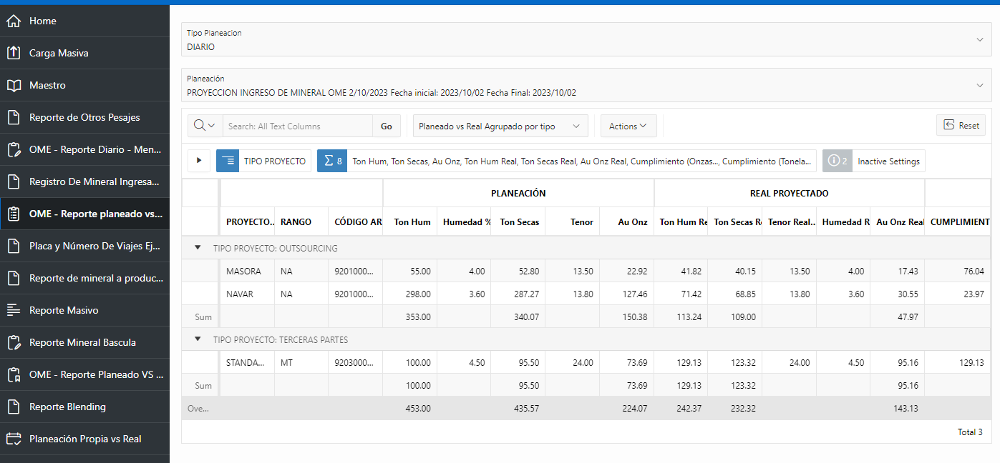 Home
Carga Masiva
Maestro
Reporte de Otros Pesajes
OME - Reporte Diario - Men...
Registro De Mineral Ingresa...
OME - Reporte planeado vs...
Placa y Número De Viajes Ej...
Reporte de mineral a produc...
Reporte Masivo
Reporte Mineral Bascula
OME - Reporte Planeado VS ...
Reporte Blending
Planeación Propia vs Real
Tipo Planeacion
DIARIO
Planeación
PROYECCION INGRESO DE MINERAL OME 2/10/2023 Fecha inicial: 2023/10/02 Fecha Final: 2023/10/02
Search: All Text Columns Go Planeado vs Real Agrupado por tipo Actions Reset
TIPO PROYECTO 8 Ton Hum, Ton Secas, Au Onz, Ton Hum Real, Ton Secas Real, Au Onz Real, Cumplimiento (Onzas..., Cumplimiento (Tonela... 2 Inactive Settings
PLANEACIÓN REAL PROYECTADO
PROYECTO.. RANGO CÓDIGO AR Ton Hum Humedad % Ton Secas Tenor Au Onz Ton Hum Re Ton Secas R Tenor Real.. Humedad R Au Onz Real CUMPLIMIENT
TIPO PROYECTO: OUTSOURCING
MASORA NA 9201000... 55.00 4.00 52.80 13.50 22.92 41.82 40.15 13.50 4.00 17.43 76.04
NAVAR NA 9201000... 298.00 3.60 287.27 13.80 127.46 71.42 68.85 13.80 3.60 30.55 23.97
Sum 353.00 340.07 150.38 113.24 109.00 47.97
TIPO PROYECTO: TERCERAS PARTES
STANDA... MT 9203000... 100.00 4.50 95.50 24.00 73.69 129.13 123.32 24.00 4.50 95.16 129.13
Sum 100.00 95.50 73.69 129.13 123.32 95.16
Ove... 453.00 435.57 224.07 242.37 232.32 143.13
Total 3